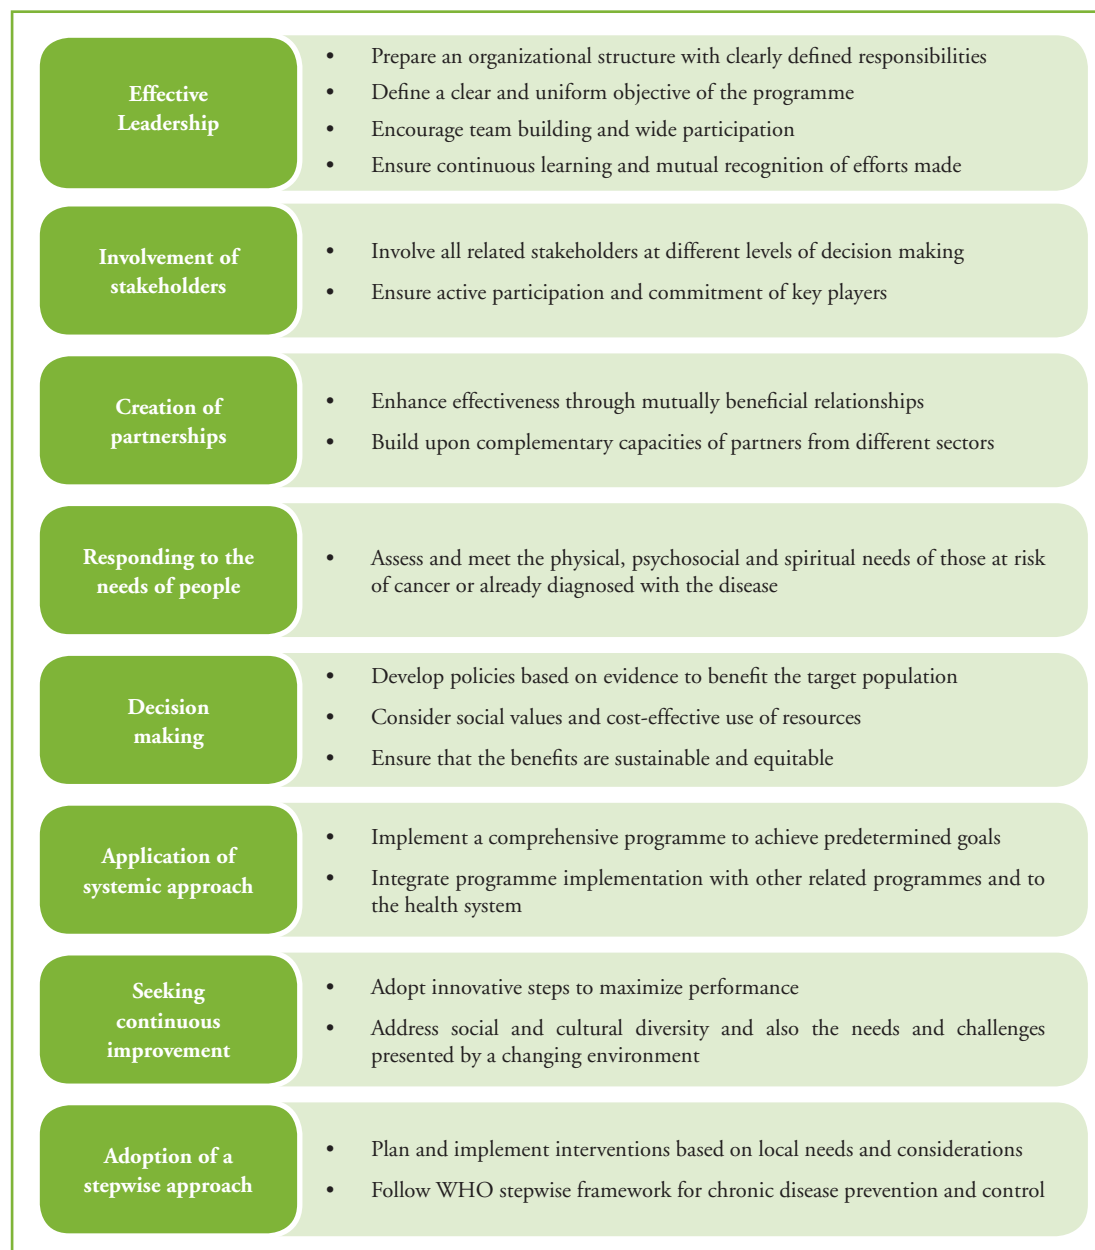 Effective
Leadership
• Prepare an organizational structure with clearly defined responsibilities
• Define a clear and uniform objective of the programme
• Encourage team building and wide participation
• Ensure continuous learning and mutual recognition of efforts made
Involvement of
stakeholders
• Involve all related stakeholders at different levels of decision making
• Ensure active participation and commitment of key players
Creation of
partnerships
• Enhance effectiveness through mutually beneficial relationships
• Build upon complementary capacities of partners from different sectors
Responding to the
needs of people
• Assess and meet the physical, psychosocial and spiritual needs of those at risk
of cancer or already diagnosed with the disease
Decision
making
• Develop policies based on evidence to benefit the target population
• Consider social values and cost-effective use of resources
• Ensure that the benefits are sustainable and equitable
Application of
systemic approach
• Implement a comprehensive programme to achieve predetermined goals
• Integrate programme implementation with other related programmes and to
the health system
Seeking
continuous
improvement
• Adopt innovative steps to maximize performance
• Address social and cultural diversity and also the needs and challenges
presented by a changing environment
Adoption of a
stepwise approach
• Plan and implement interventions based on local needs and considerations
• Follow WHO stepwise framework for chronic disease prevention and control